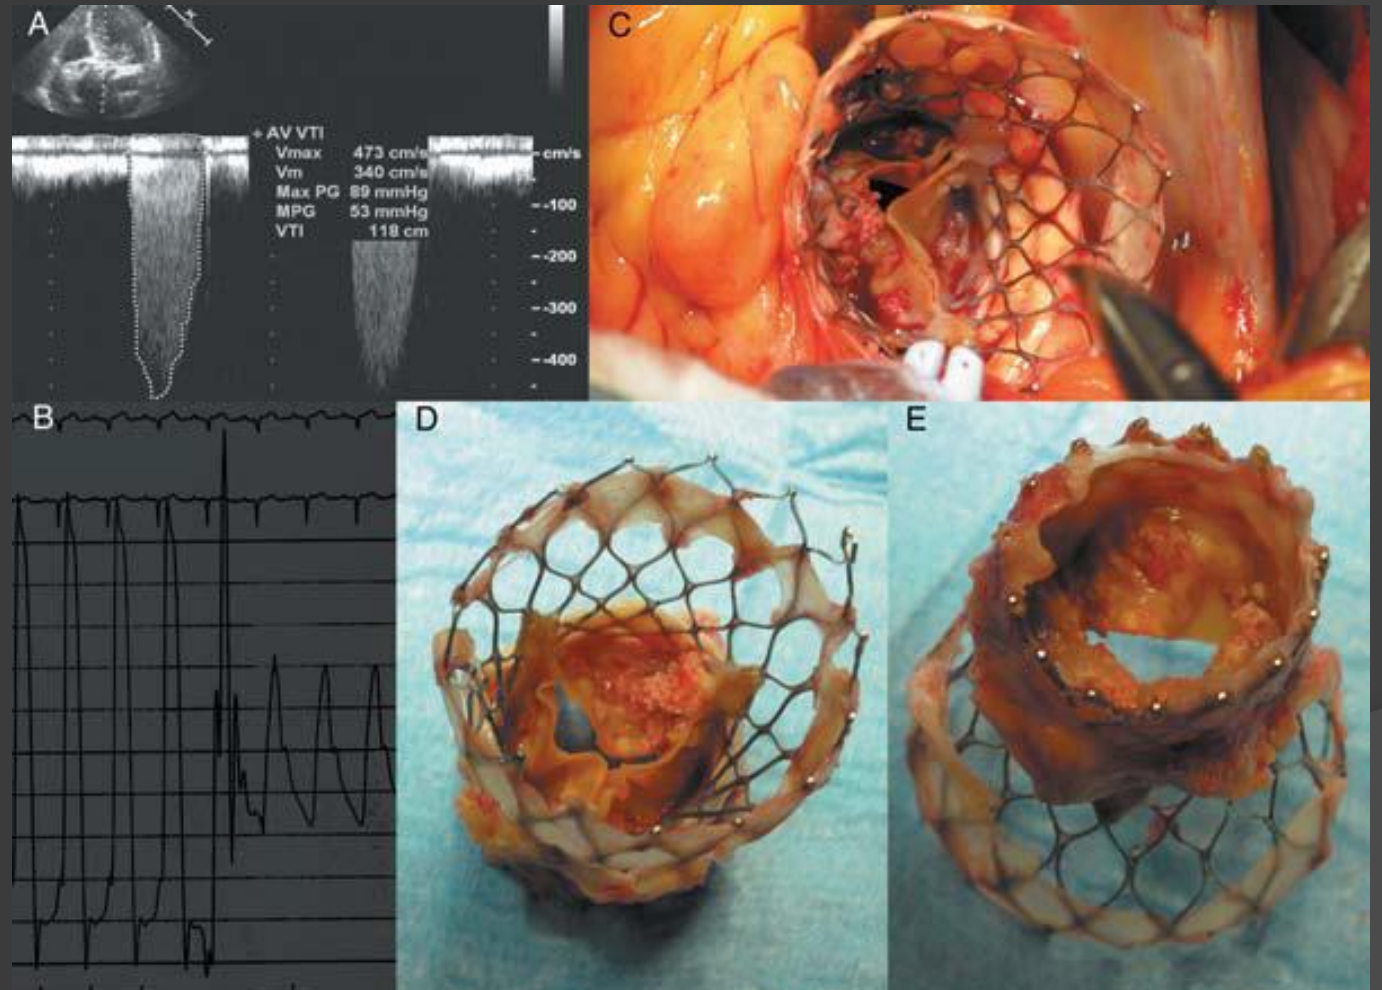 A
+ AV VTI
Vmax 473 cm/s
Vm 340 cm/s
Max PG 89 mmHg
MPG 53 mmHg
VTI 118 cm
cm/s
-100
-200
-300
-400
B
C
D
E